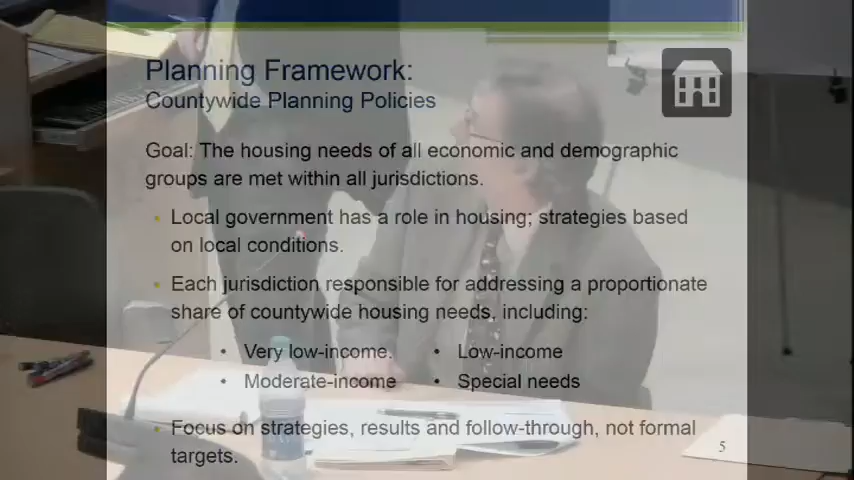 Planning Framework:
Countywide Planning Policies
Goal: The housing needs of all economic and demographic
groups are met within all jurisdictions.
Local government has a role in housing; strategies based
on local conditions.
Each jurisdiction responsible for addressing a proportionate
share of countywide housing needs, including:
• Very low-income. • Low-income
• Moderate-income • Special needs
Focus on strategies, results and follow-through, not formal
targets.
5